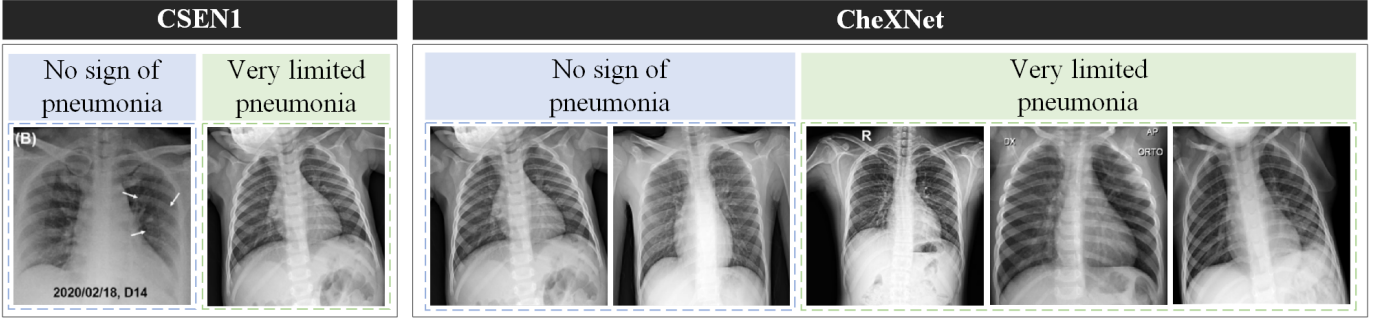 CSEN1
CheXNet
No sign of
pneumonia
Very limited
pneumonia
No sign of
pneumonia
Very limited
pneumonia
(B)
2020/02/18, D14
R
DX
AP
ORTO